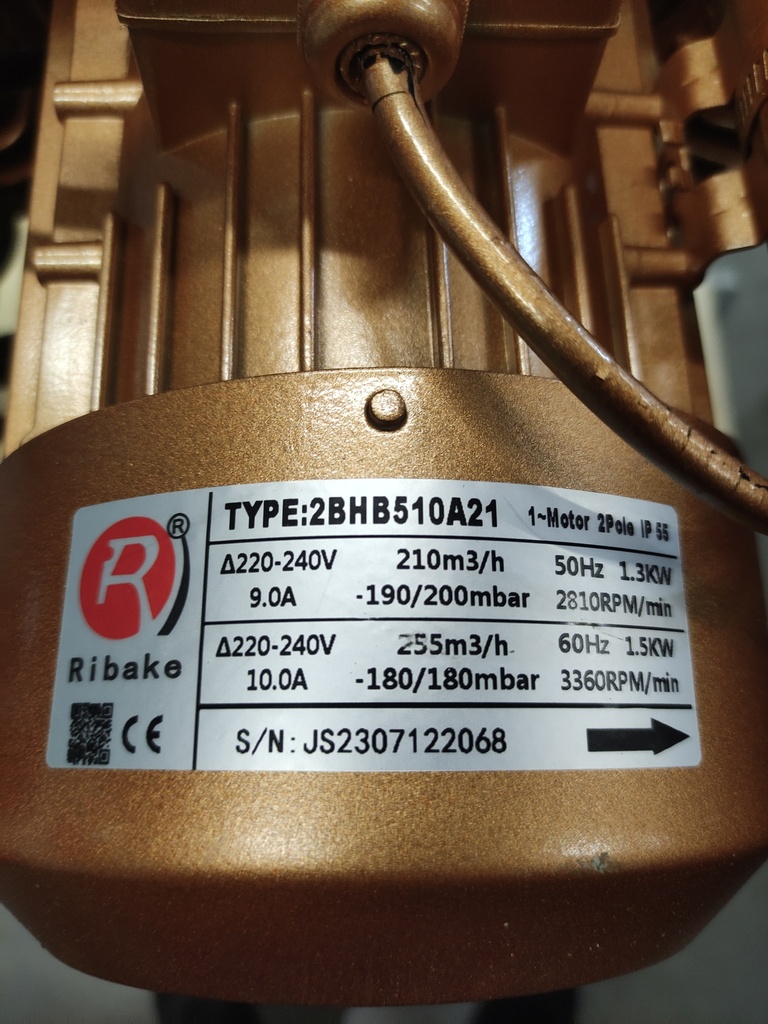 R®
Ribake
CE
TYPE:2BHB510A21 1~Motor 2Pole IP 55
Δ220-240V 210m3/h 50Hz 1.3KW
9.0A -190/200mbar 2810RPM/min
Δ220-240V 255m3/h 60Hz 1.5KW
10.0A -180/180mbar 3360RPM/min
S/N: JS2307122068